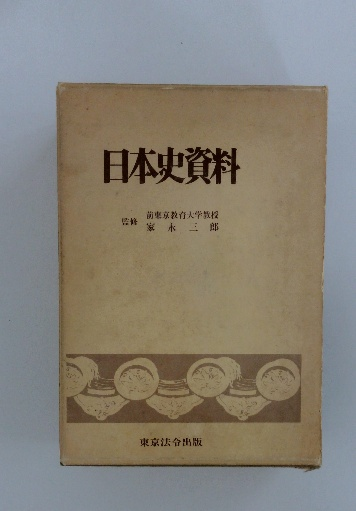 日本史資料
前東京教育大学教授
監修 家永三郎
東京法令出版